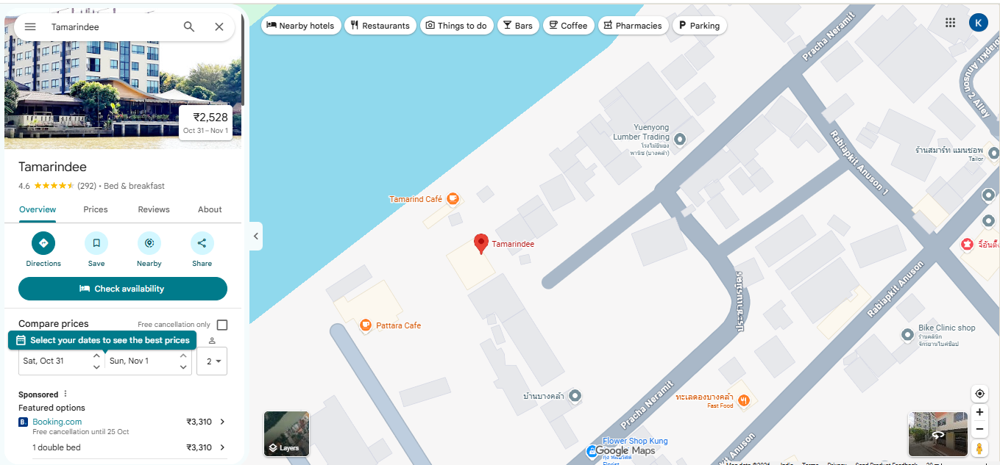 Tamarindee
₹2,528
Oct 31 – Nov 1
Tamarindee
4.6 (292) · Bed & breakfast
Overview
Prices
Reviews
About
Directions
Save
Nearby
Share
Check availability
Compare prices
Free cancellation only
Select your dates to see the best prices
Sat, Oct 31
Sun, Nov 1
2
Sponsored
Featured options
B.
Booking.com
₹3,310
Free cancellation until 25 Oct
1 double bed
₹3,310
Nearby hotels
Restaurants
Things to do
Bars
Coffee
Pharmacies
P Parking
K
Pracha Neramit
Yuenyong
Lumber Trading
โรงไม้ยืนยง
พานิช (บางคล้า)
Rabiapkit Anuson 1
Anuson 2 Alley
ร้านสมาร์ท แมนชอพ
Tailor
Tamarind Café
Tamarindee
Pattara Cafe
ประชาเนรมิตร
Rabiapkit Anuson
Bike Clinic shop
ร้านคลินิก
จักรยานไบค์ช็อป
บ้านบางคล้า
ทะเลดองบางคล้า
Fast Food
Pracha Neramit
Flower Shop Kung
Florist
Google Maps
Layers
Anuson
Map data ©2026
India
Terms
Privacy
Send Product Feedback
20 m